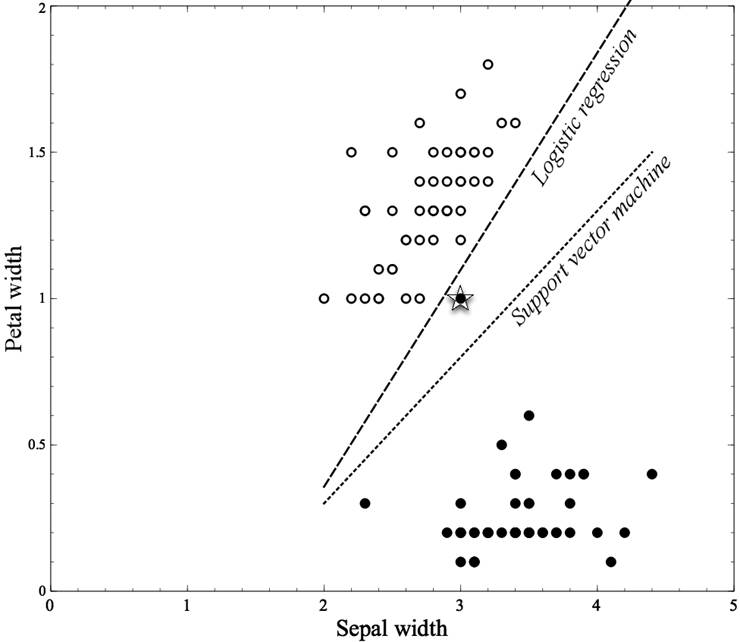 2
1.5
1
0.5
0
0
1
2
3
4
5
Petal width
Sepal width
Logistic regression
Support vector machine